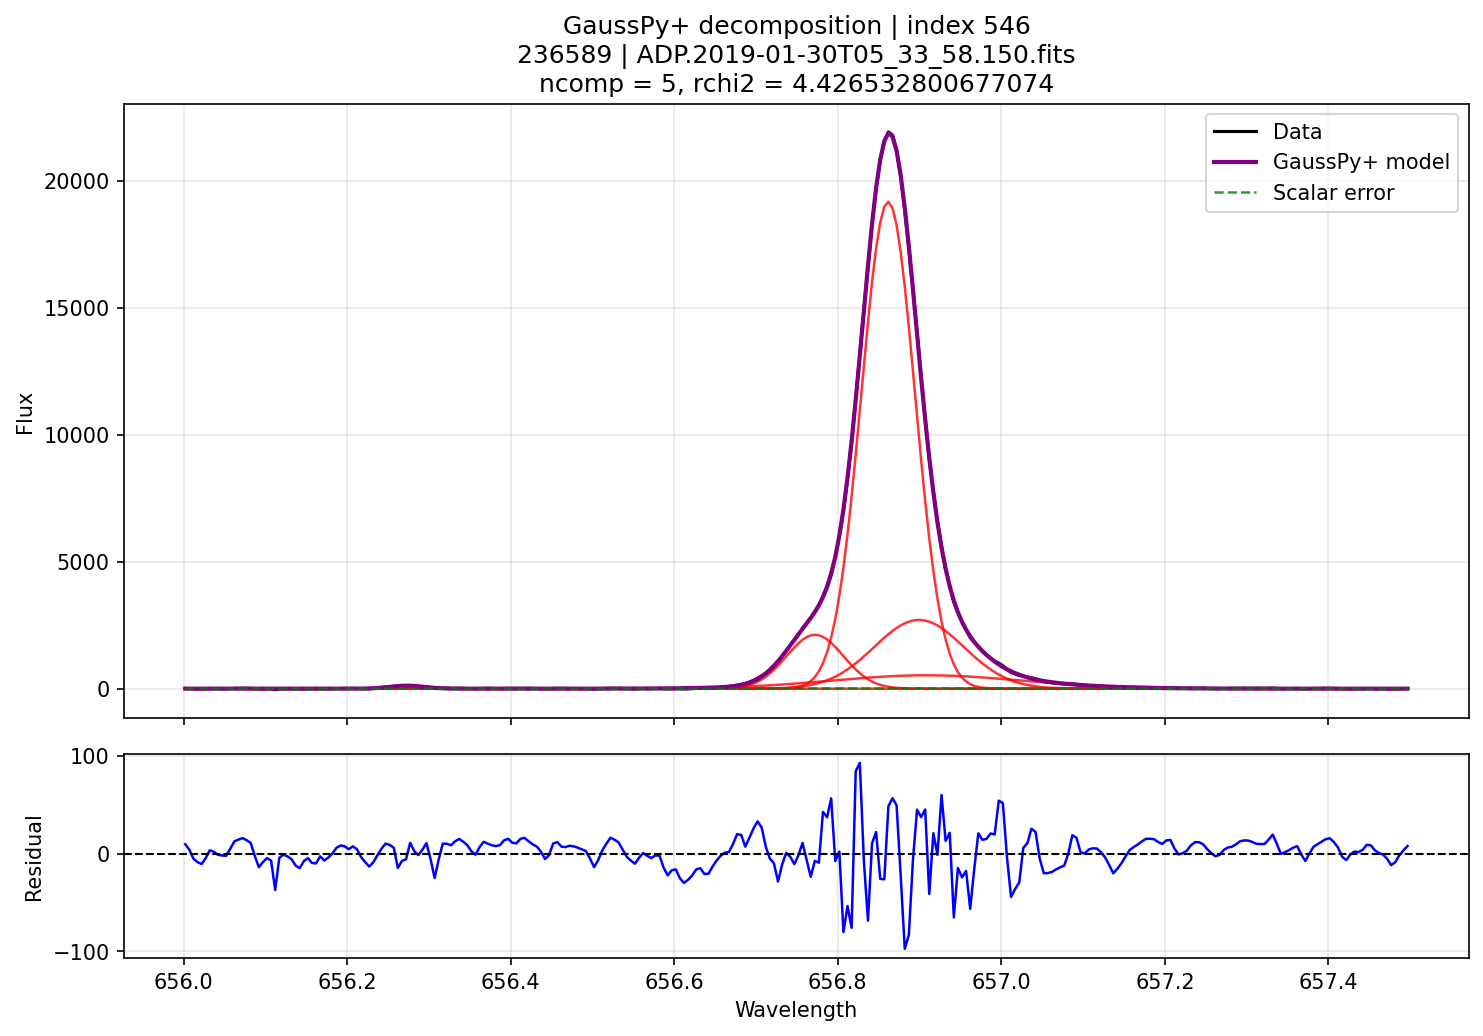 GaussPy+ decomposition | index 546
236589 | ADP.2019-01-30T05_33_58.150.fits
ncomp = 5, rchi2 = 4.426532800677074
Data
GaussPy+ model
Scalar error
20000
15000
10000
5000
0
Flux
100
0
−100
Residual
656.0 656.2 656.4 656.6 656.8 657.0 657.2 657.4
Wavelength